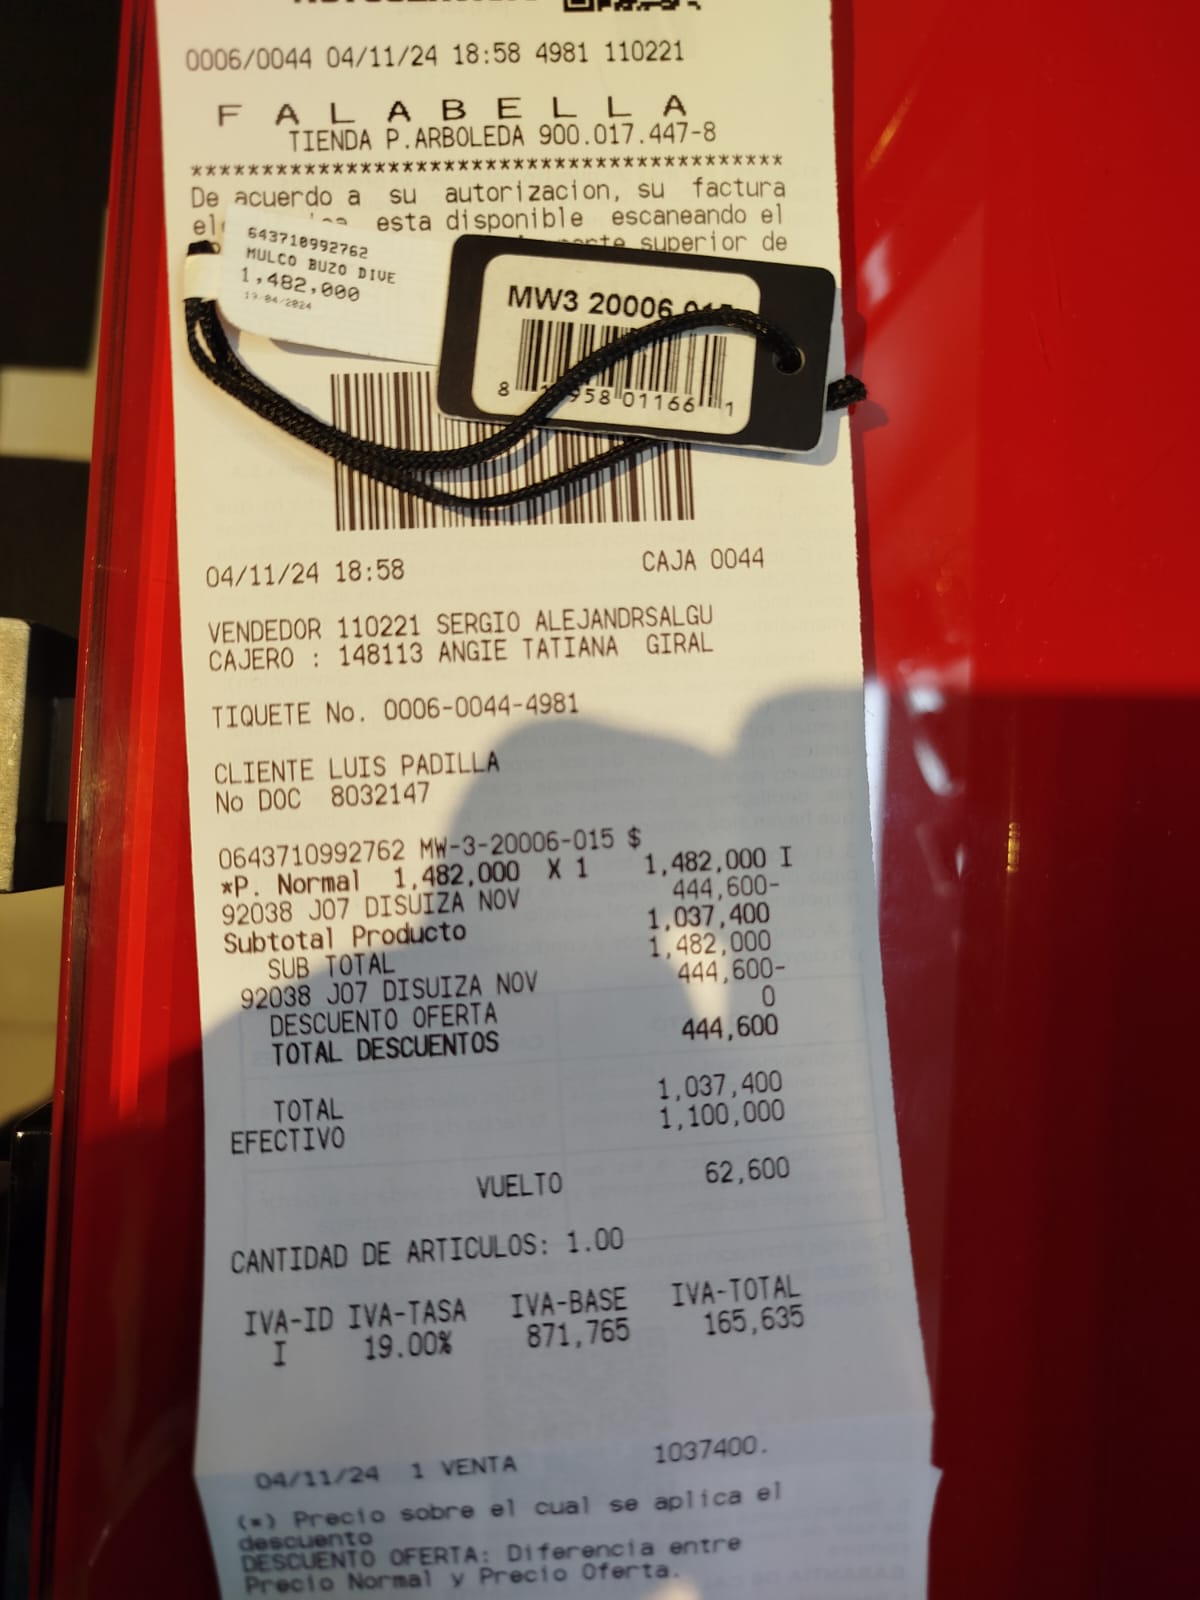 0006/0044 04/11/24 18:58 4981 110221
F A L A B E L L A
TIENDA P.ARBOLEDA 900.017.447-8
******************************************
De acuerdo a su autorizacion, su factura
esta disponible escaneando el
superior de
643710992762
MULCO BUZO DIVE
1,482,000
19/04/2024
MW3 20006
958 01166 1
04/11/24 18:58 CAJA 0044
VENDEDOR 110221 SERGIO ALEJANDRSALGU
CAJERO : 148113 ANGIE TATIANA GIRAL
TIQUETE No. 0006-0044-4981
CLIENTE LUIS PADILLA
No DOC 8032147
0643710992762 MW-3-20006-015 $
*P. Normal 1,482,000 X 1 1,482,000 I
92038 J07 DISUIZA NOV 444,600-
Subtotal Producto 1,037,400
SUB TOTAL 1,482,000
92038 J07 DISUIZA NOV 444,600-
DESCUENTO OFERTA 0
TOTAL DESCUENTOS 444,600
TOTAL 1,037,400
EFECTIVO 1,100,000
VUELTO 62,600
CANTIDAD DE ARTICULOS: 1.00
IVA-ID IVA-TASA IVA-BASE IVA-TOTAL
I 19.00% 871,765 165,635
04/11/24 1 VENTA 1037400.
(*) Precio sobre el cual se aplica el
descuento
DESCUENTO OFERTA: Diferencia entre
Precio Normal y Precio Oferta.